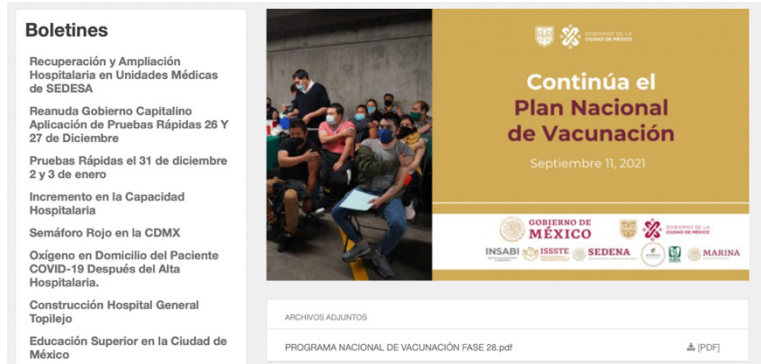 Boletines
Recuperación y Ampliación
Hospitalaria en Unidades Médicas
de SEDESA
Reanuda Gobierno Capitalino
Aplicación de Pruebas Rápidas 26 Y
27 de Diciembre
Pruebas Rápidas el 31 de diciembre
2 y 3 de enero
Incremento en la Capacidad
Hospitalaria
Semáforo Rojo en la CDMX
Oxígeno en Domicilio del Paciente
COVID-19 Después del Alta
Hospitalaria.
Construcción Hospital General
Topilejo
Educación Superior en la Ciudad de
México
GOBIERNO DE LA
CIUDAD DE MÉXICO
Continúa el
Plan Nacional
de Vacunación
Septiembre 11, 2021
GOBIERNO DE
MÉXICO
GOBIERNO DE LA
CIUDAD DE MÉXICO
INSABI
ISSSTE
SEDENA
IMSS
MARINA
ARCHIVOS ADJUNTOS
PROGRAMA NACIONAL DE VACUNACIÓN FASE 28.pdf
[PDF]